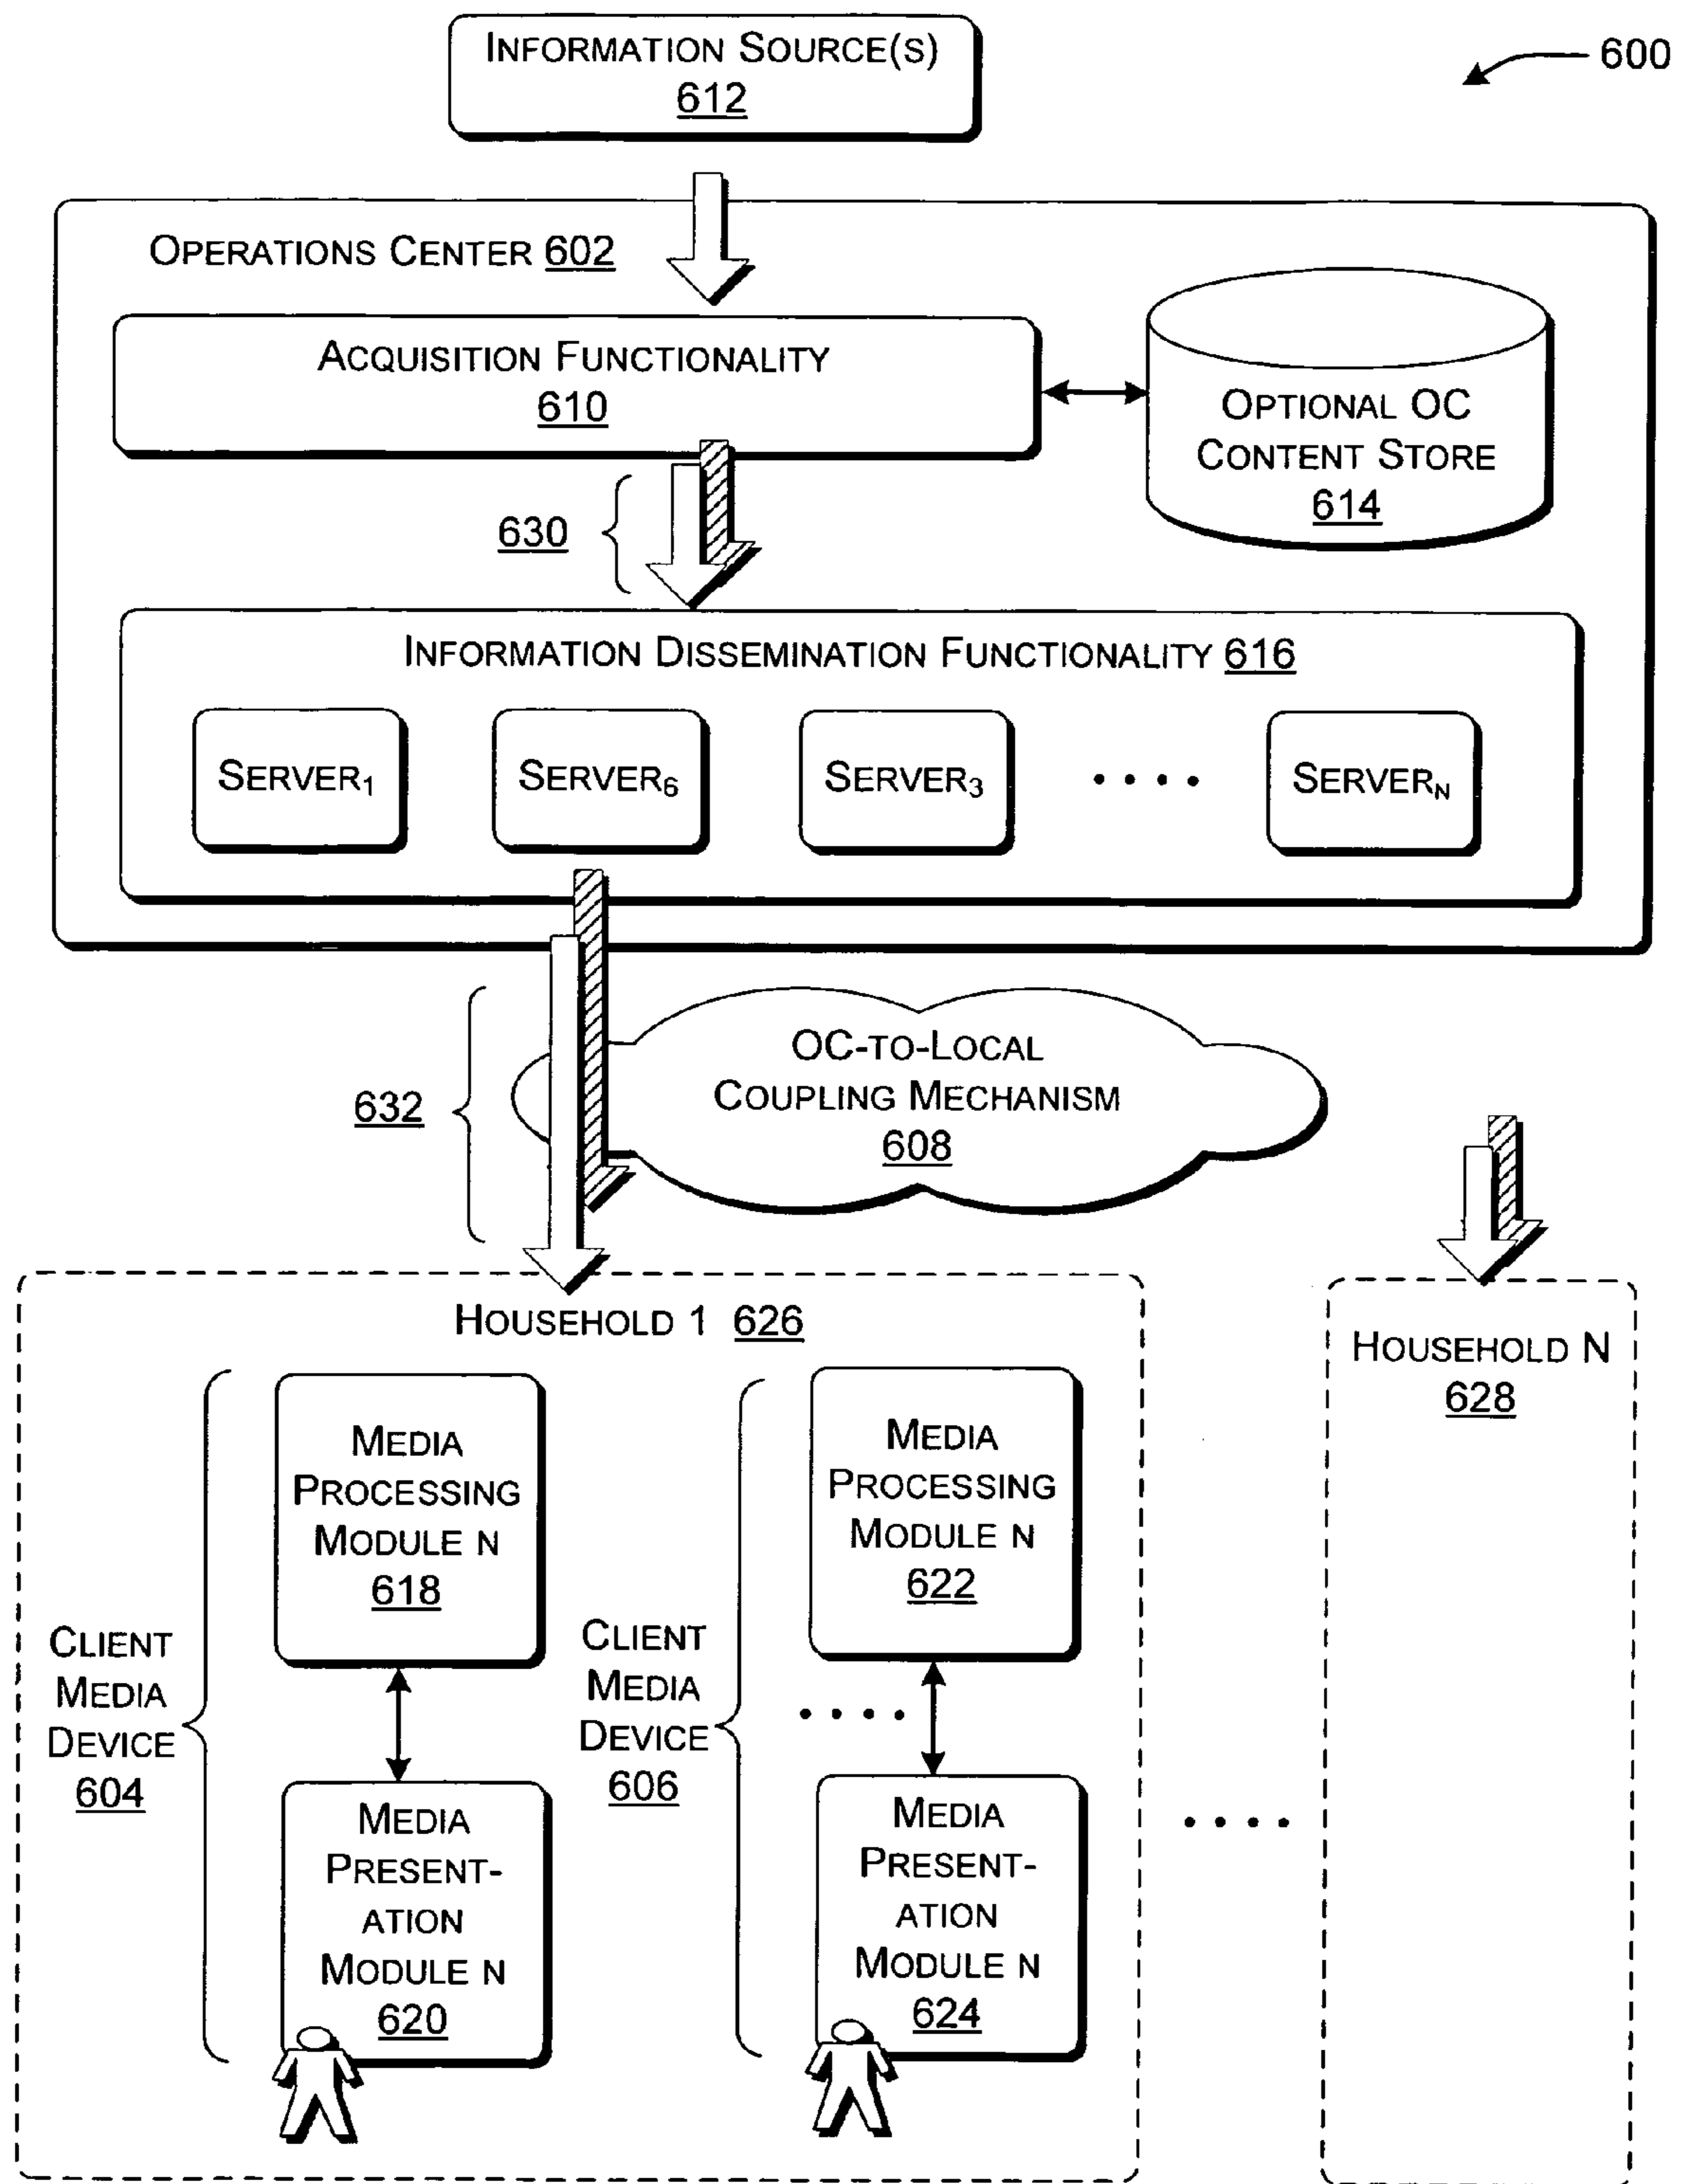 INFORMATION SOURCE(S)
612
600
OPERATIONS CENTER 602
ACQUISITION FUNCTIONALITY
610
OPTIONAL OC
CONTENT STORE
614
630
INFORMATION DISSEMINATION FUNCTIONALITY 616
SERVER1
SERVER6
SERVER3
. . . .
SERVERN
OC-TO-LOCAL
COUPLING MECHANISM
608
632
HOUSEHOLD 1 626
HOUSEHOLD N
628
MEDIA
PROCESSING
MODULE N
618
MEDIA
PROCESSING
MODULE N
622
CLIENT
MEDIA
DEVICE
604
CLIENT
MEDIA
DEVICE
606
. . . .
. . . .
MEDIA
PRESENT-
ATION
MODULE N
620
MEDIA
PRESENT-
ATION
MODULE N
624